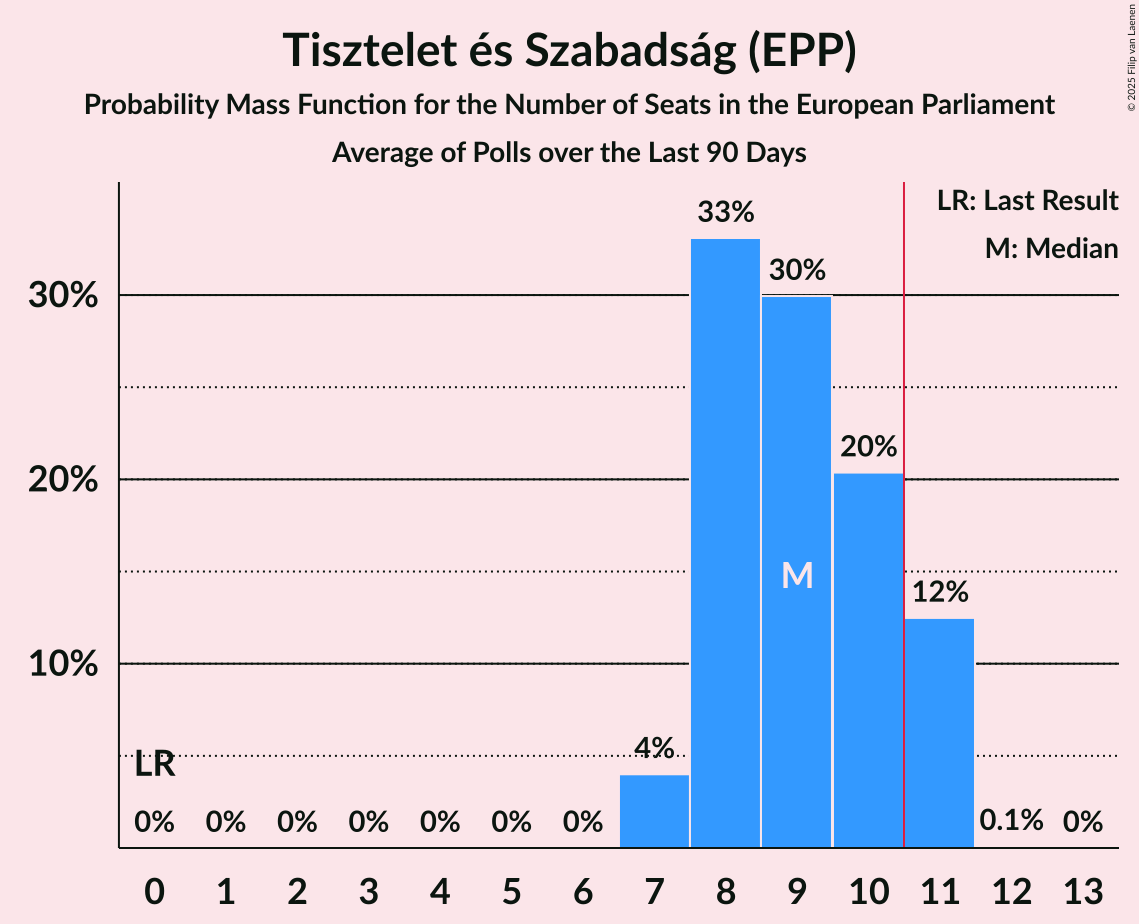 Tisztelet és Szabadság (EPP)
Probability Mass Function for the Number of Seats in the European Parliament
Average of Polls over the Last 90 Days
© 2025 Filip van Laenen
LR: Last Result
M: Median
33%
30%
30%
20%
20%
M
12%
10%
4%
LR
0% 0% 0% 0% 0% 0% 0% 0.1% 0%
0 1 2 3 4 5 6 7 8 9 10 11 12 13